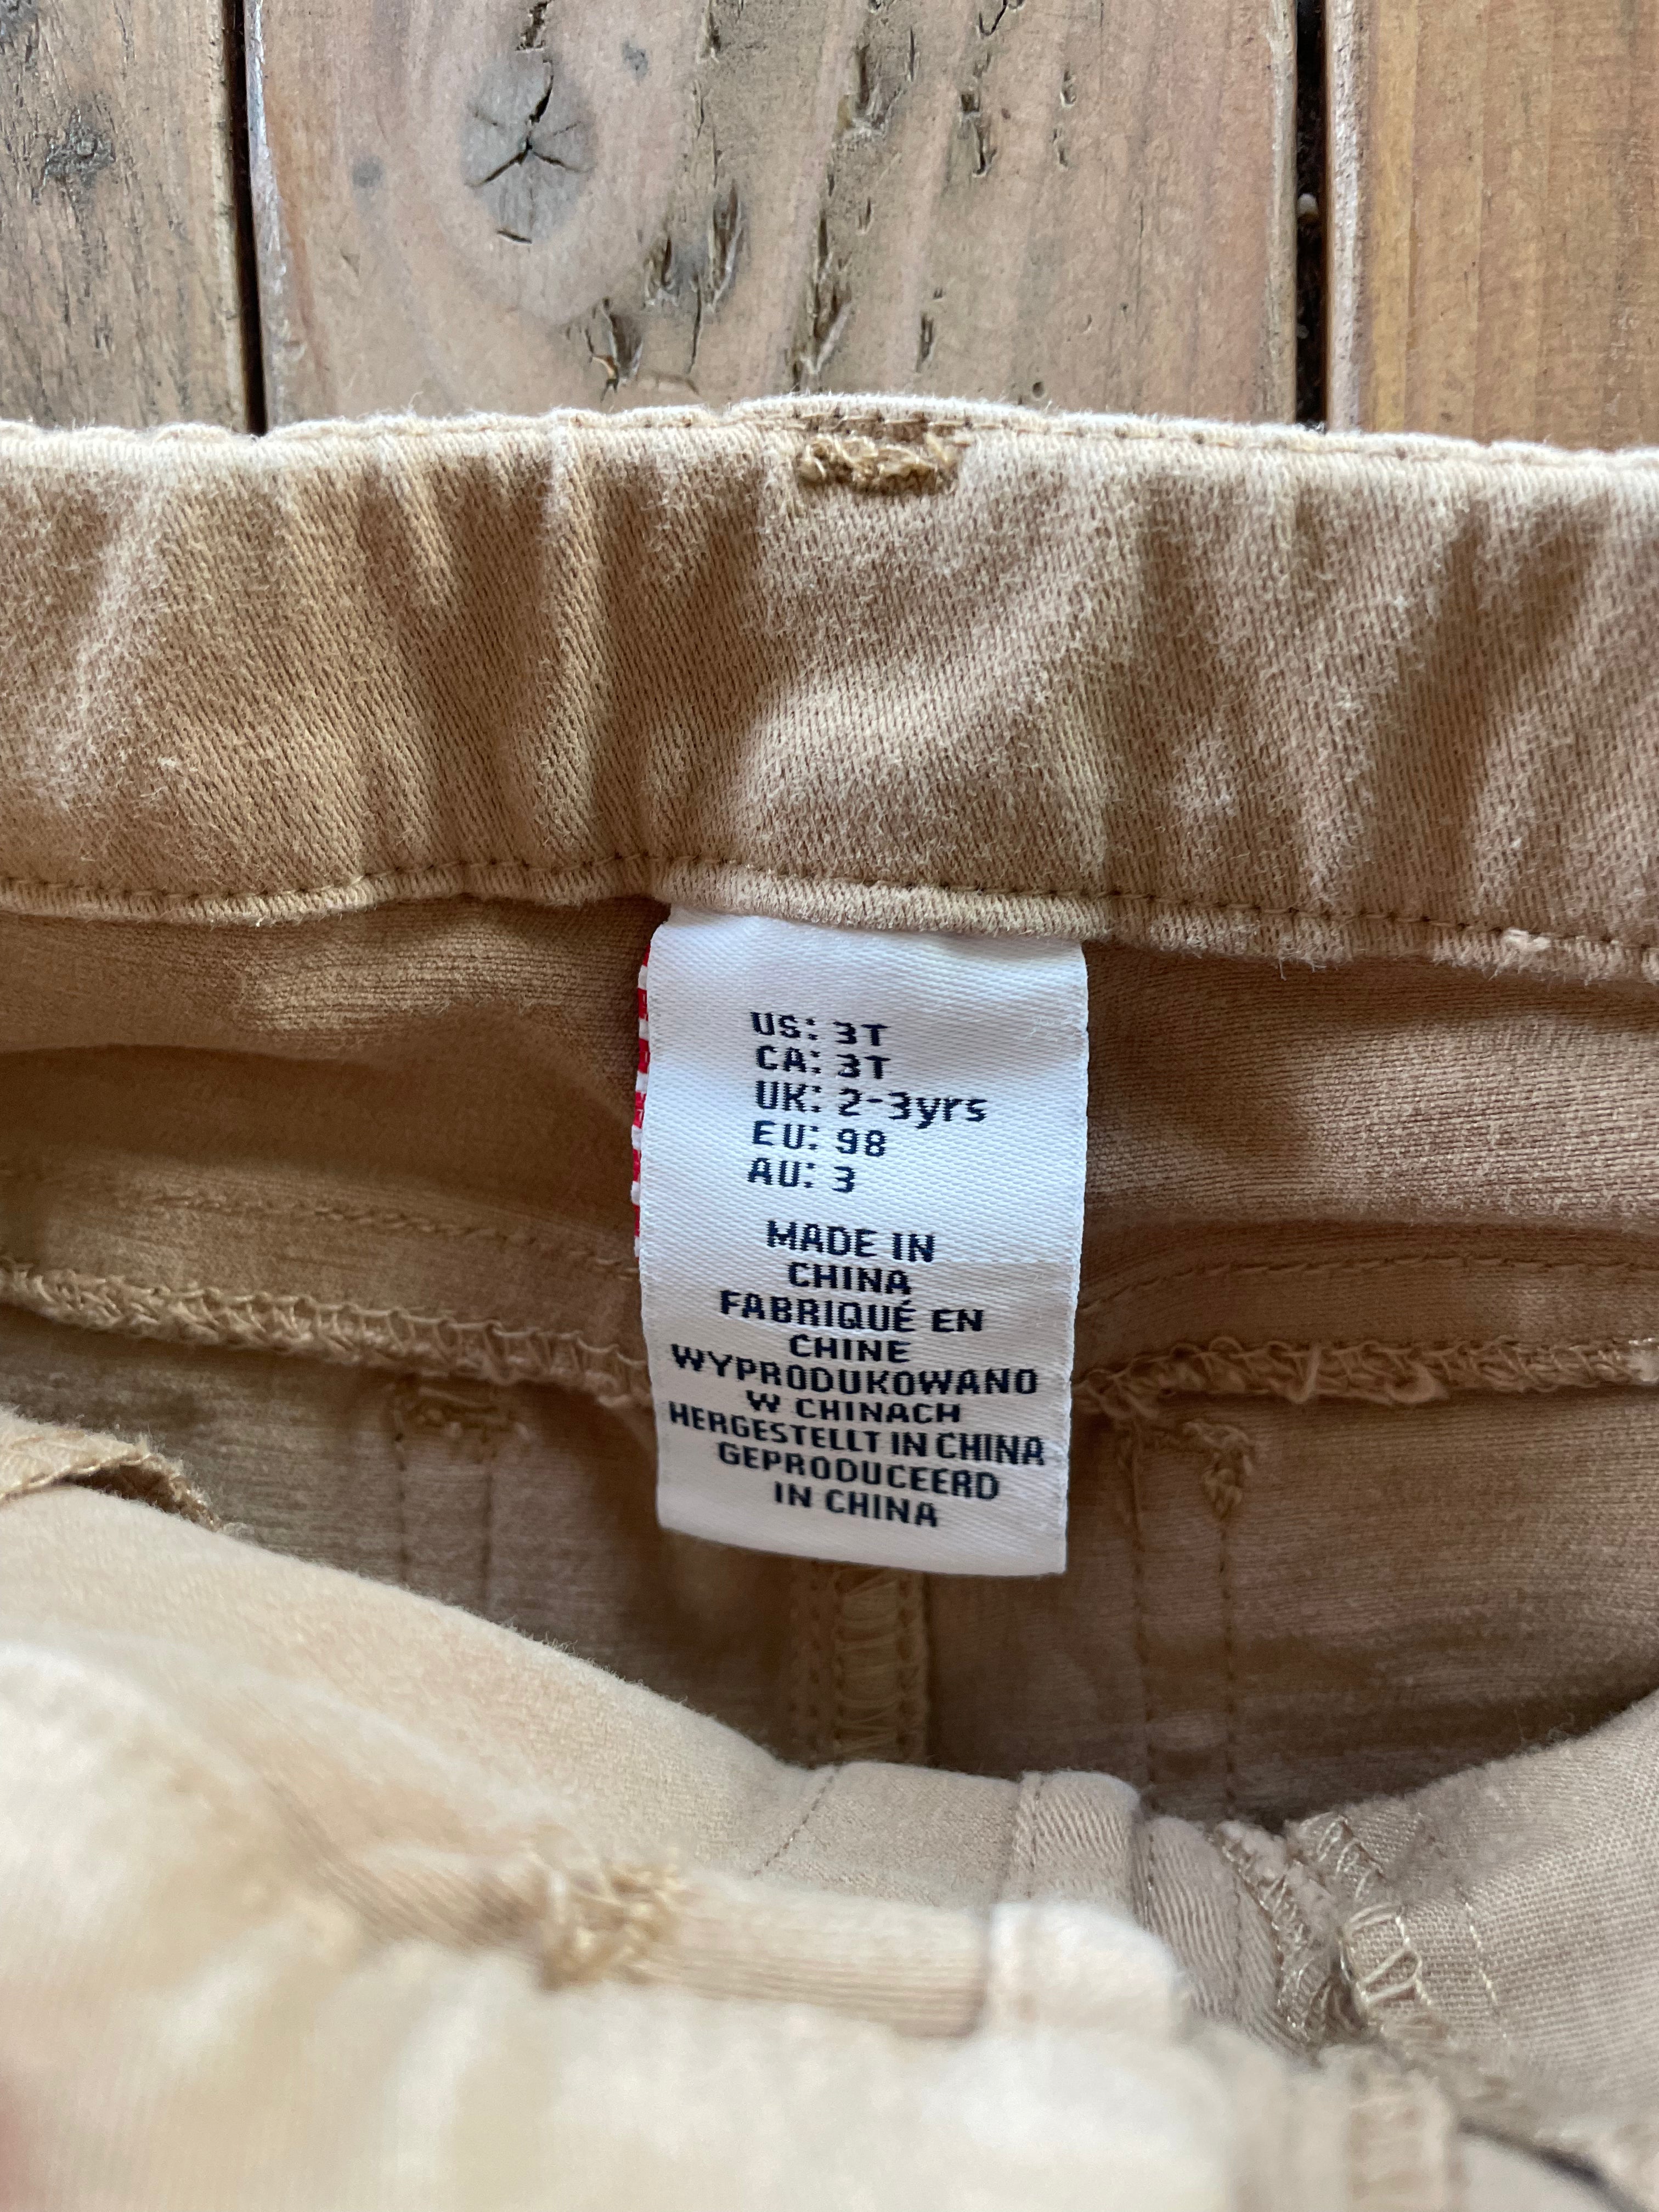 US: 3T
CA: 3T
UK: 2-3yrs
EU: 98
AU: 3
MADE IN
CHINA
FABRIQUÉ EN
CHINE
WYPRODUKOWANO
W CHINACH
HERGESTELLT IN CHINA
GEPRODUCEERD
IN CHINA